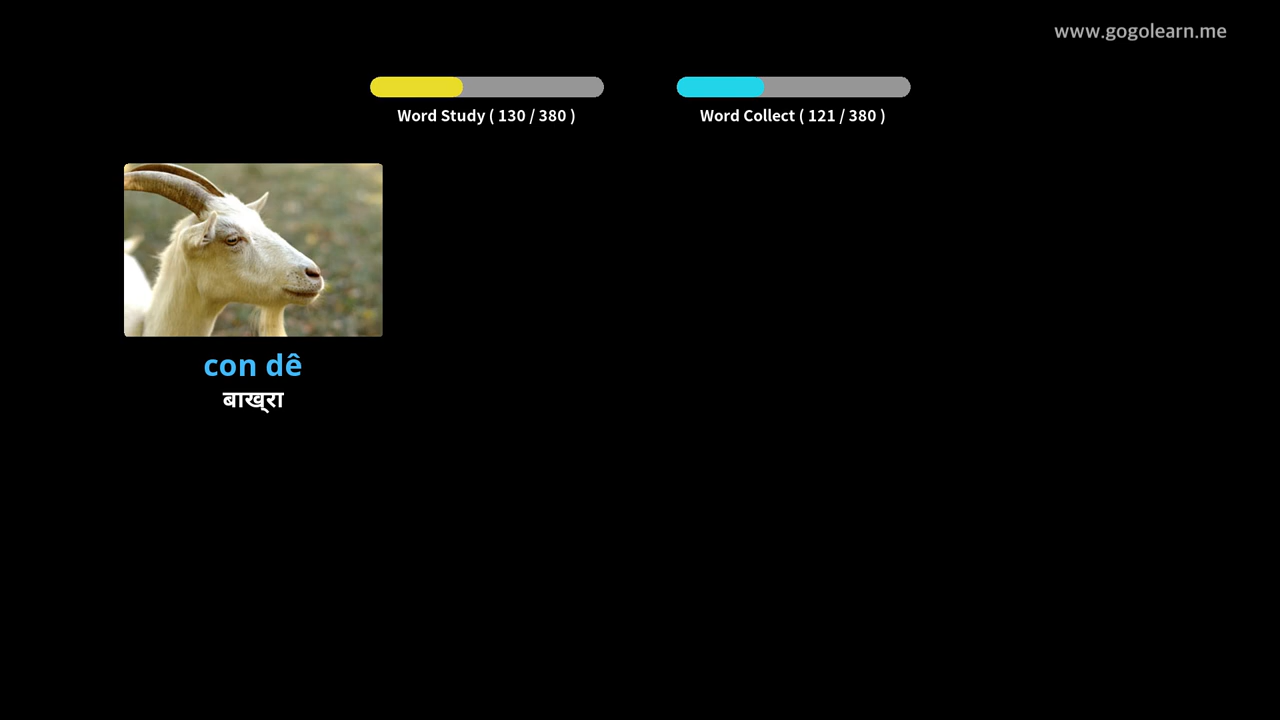 www.gogolearn.me
Word Study ( 130 / 380 )
Word Collect ( 121 / 380 )
con dê
बाख्रा